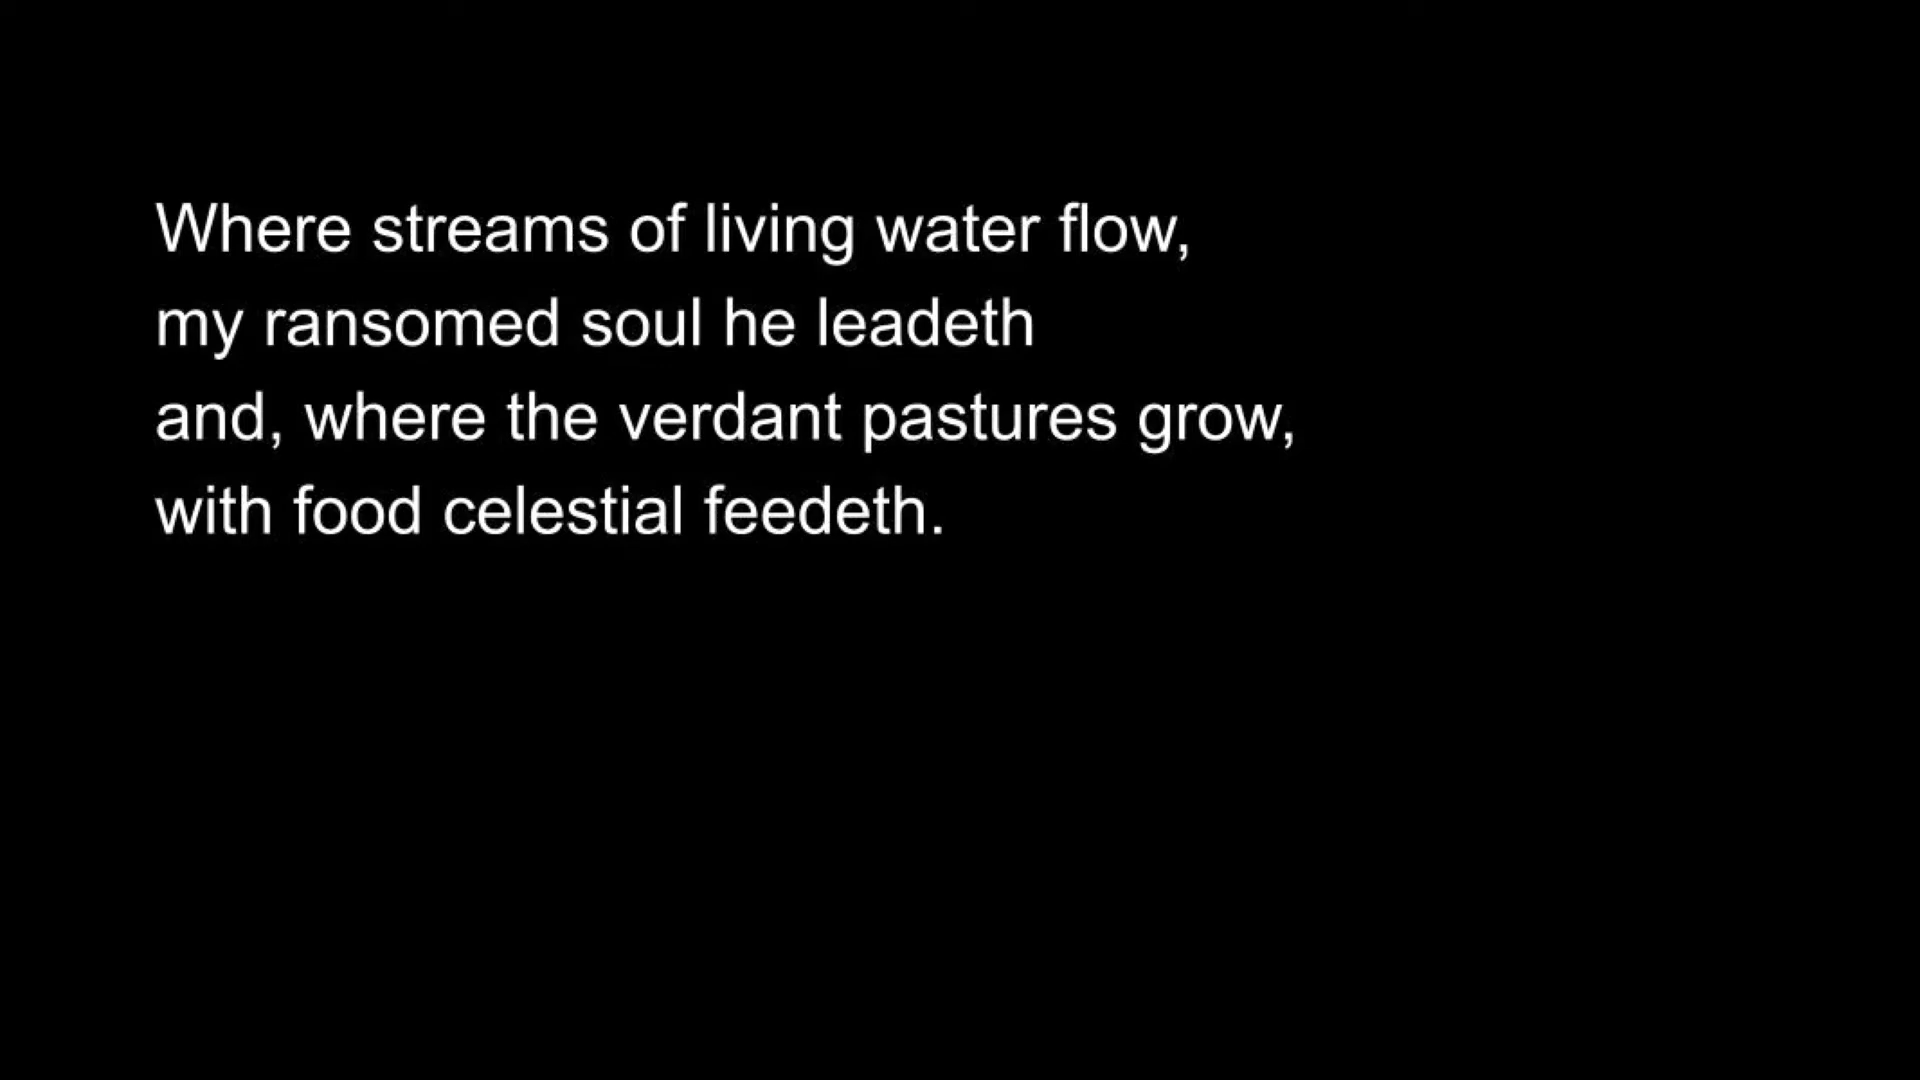 Where streams of living water flow,
my ransomed soul he leadeth
and, where the verdant pastures grow,
with food celestial feedeth.